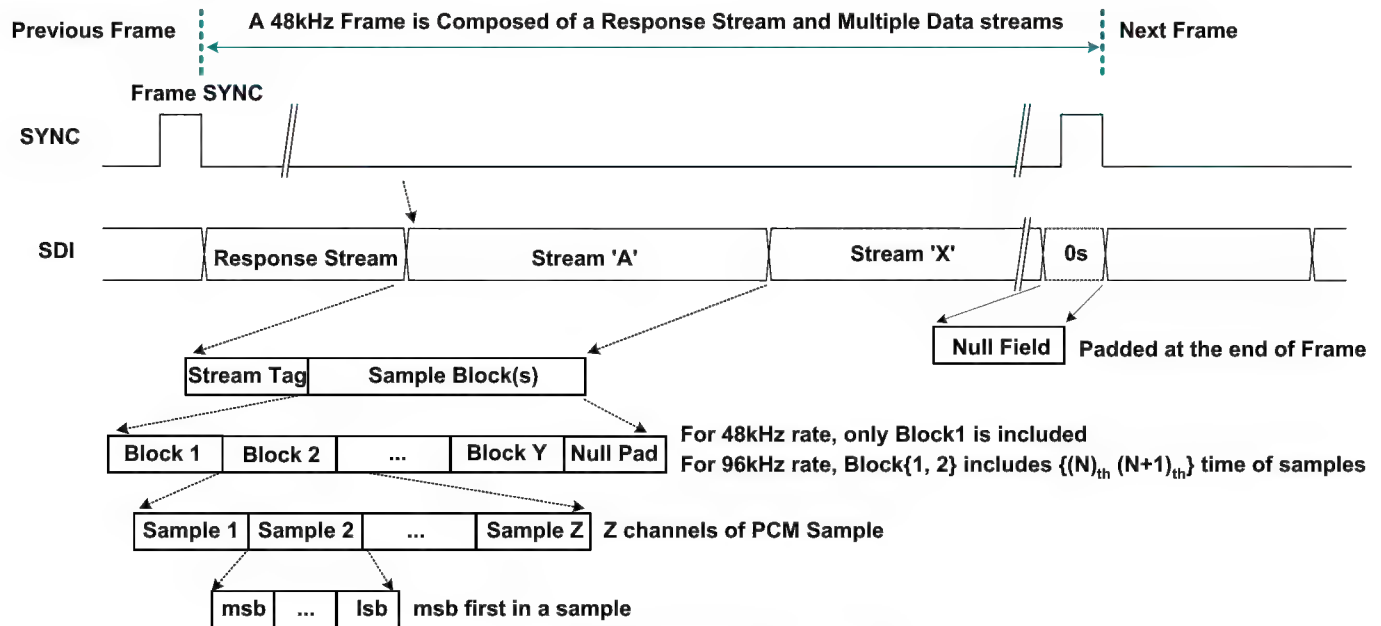 A 48kHz Frame is Composed of a Response Stream and Multiple Data streams
Previous Frame
Next Frame
Frame SYNC
SYNC
SDI
Response Stream
Stream 'A'
Stream 'X'
0s
Null Field
Padded at the end of Frame
Stream Tag
Sample Block(s)
Block 1
Block 2
...
Block Y
Null Pad
For 48kHz rate, only Block1 is included
For 96kHz rate, Block{1, 2} includes {(N)th (N+1)th} time of samples
Sample 1
Sample 2
...
Sample Z
Z channels of PCM Sample
msb
...
lsb
msb first in a sample